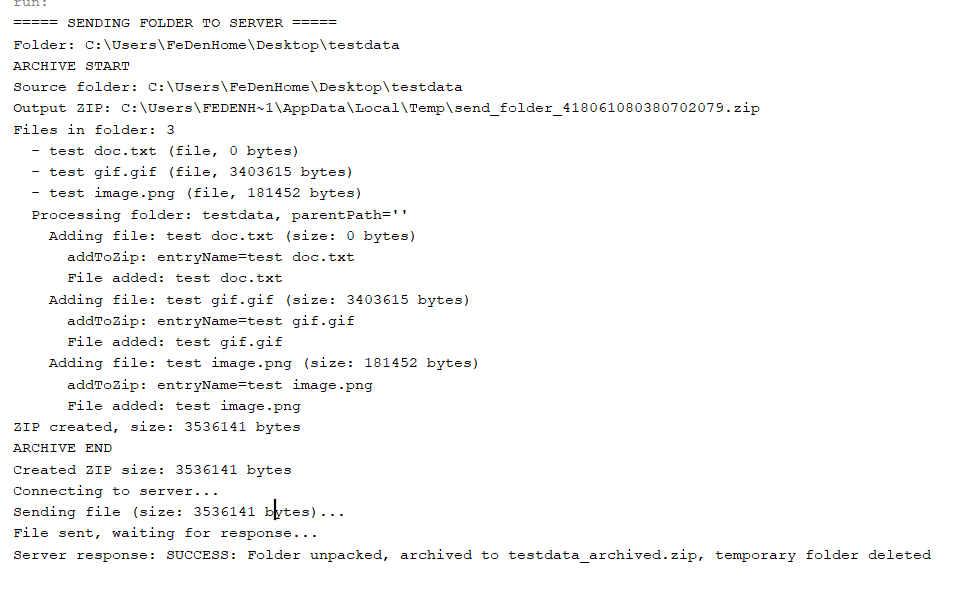 run:
===== SENDING FOLDER TO SERVER =====
Folder: C:\Users\FeDenHome\Desktop\testdata
ARCHIVE START
Source folder: C:\Users\FeDenHome\Desktop\testdata
Output ZIP: C:\Users\FEDENH~1\AppData\Local\Temp\send_folder_418061080380702079.zip
Files in folder: 3
  - test doc.txt (file, 0 bytes)
  - test gif.gif (file, 3403615 bytes)
  - test image.png (file, 181452 bytes)
  Processing folder: testdata, parentPath=''
    Adding file: test doc.txt (size: 0 bytes)
      addToZip: entryName=test doc.txt
      File added: test doc.txt
    Adding file: test gif.gif (size: 3403615 bytes)
      addToZip: entryName=test gif.gif
      File added: test gif.gif
    Adding file: test image.png (size: 181452 bytes)
      addToZip: entryName=test image.png
      File added: test image.png
ZIP created, size: 3536141 bytes
ARCHIVE END
Created ZIP size: 3536141 bytes
Connecting to server...
Sending file (size: 3536141 bytes)...
File sent, waiting for response...
Server response: SUCCESS: Folder unpacked, archived to testdata_archived.zip, temporary folder deleted